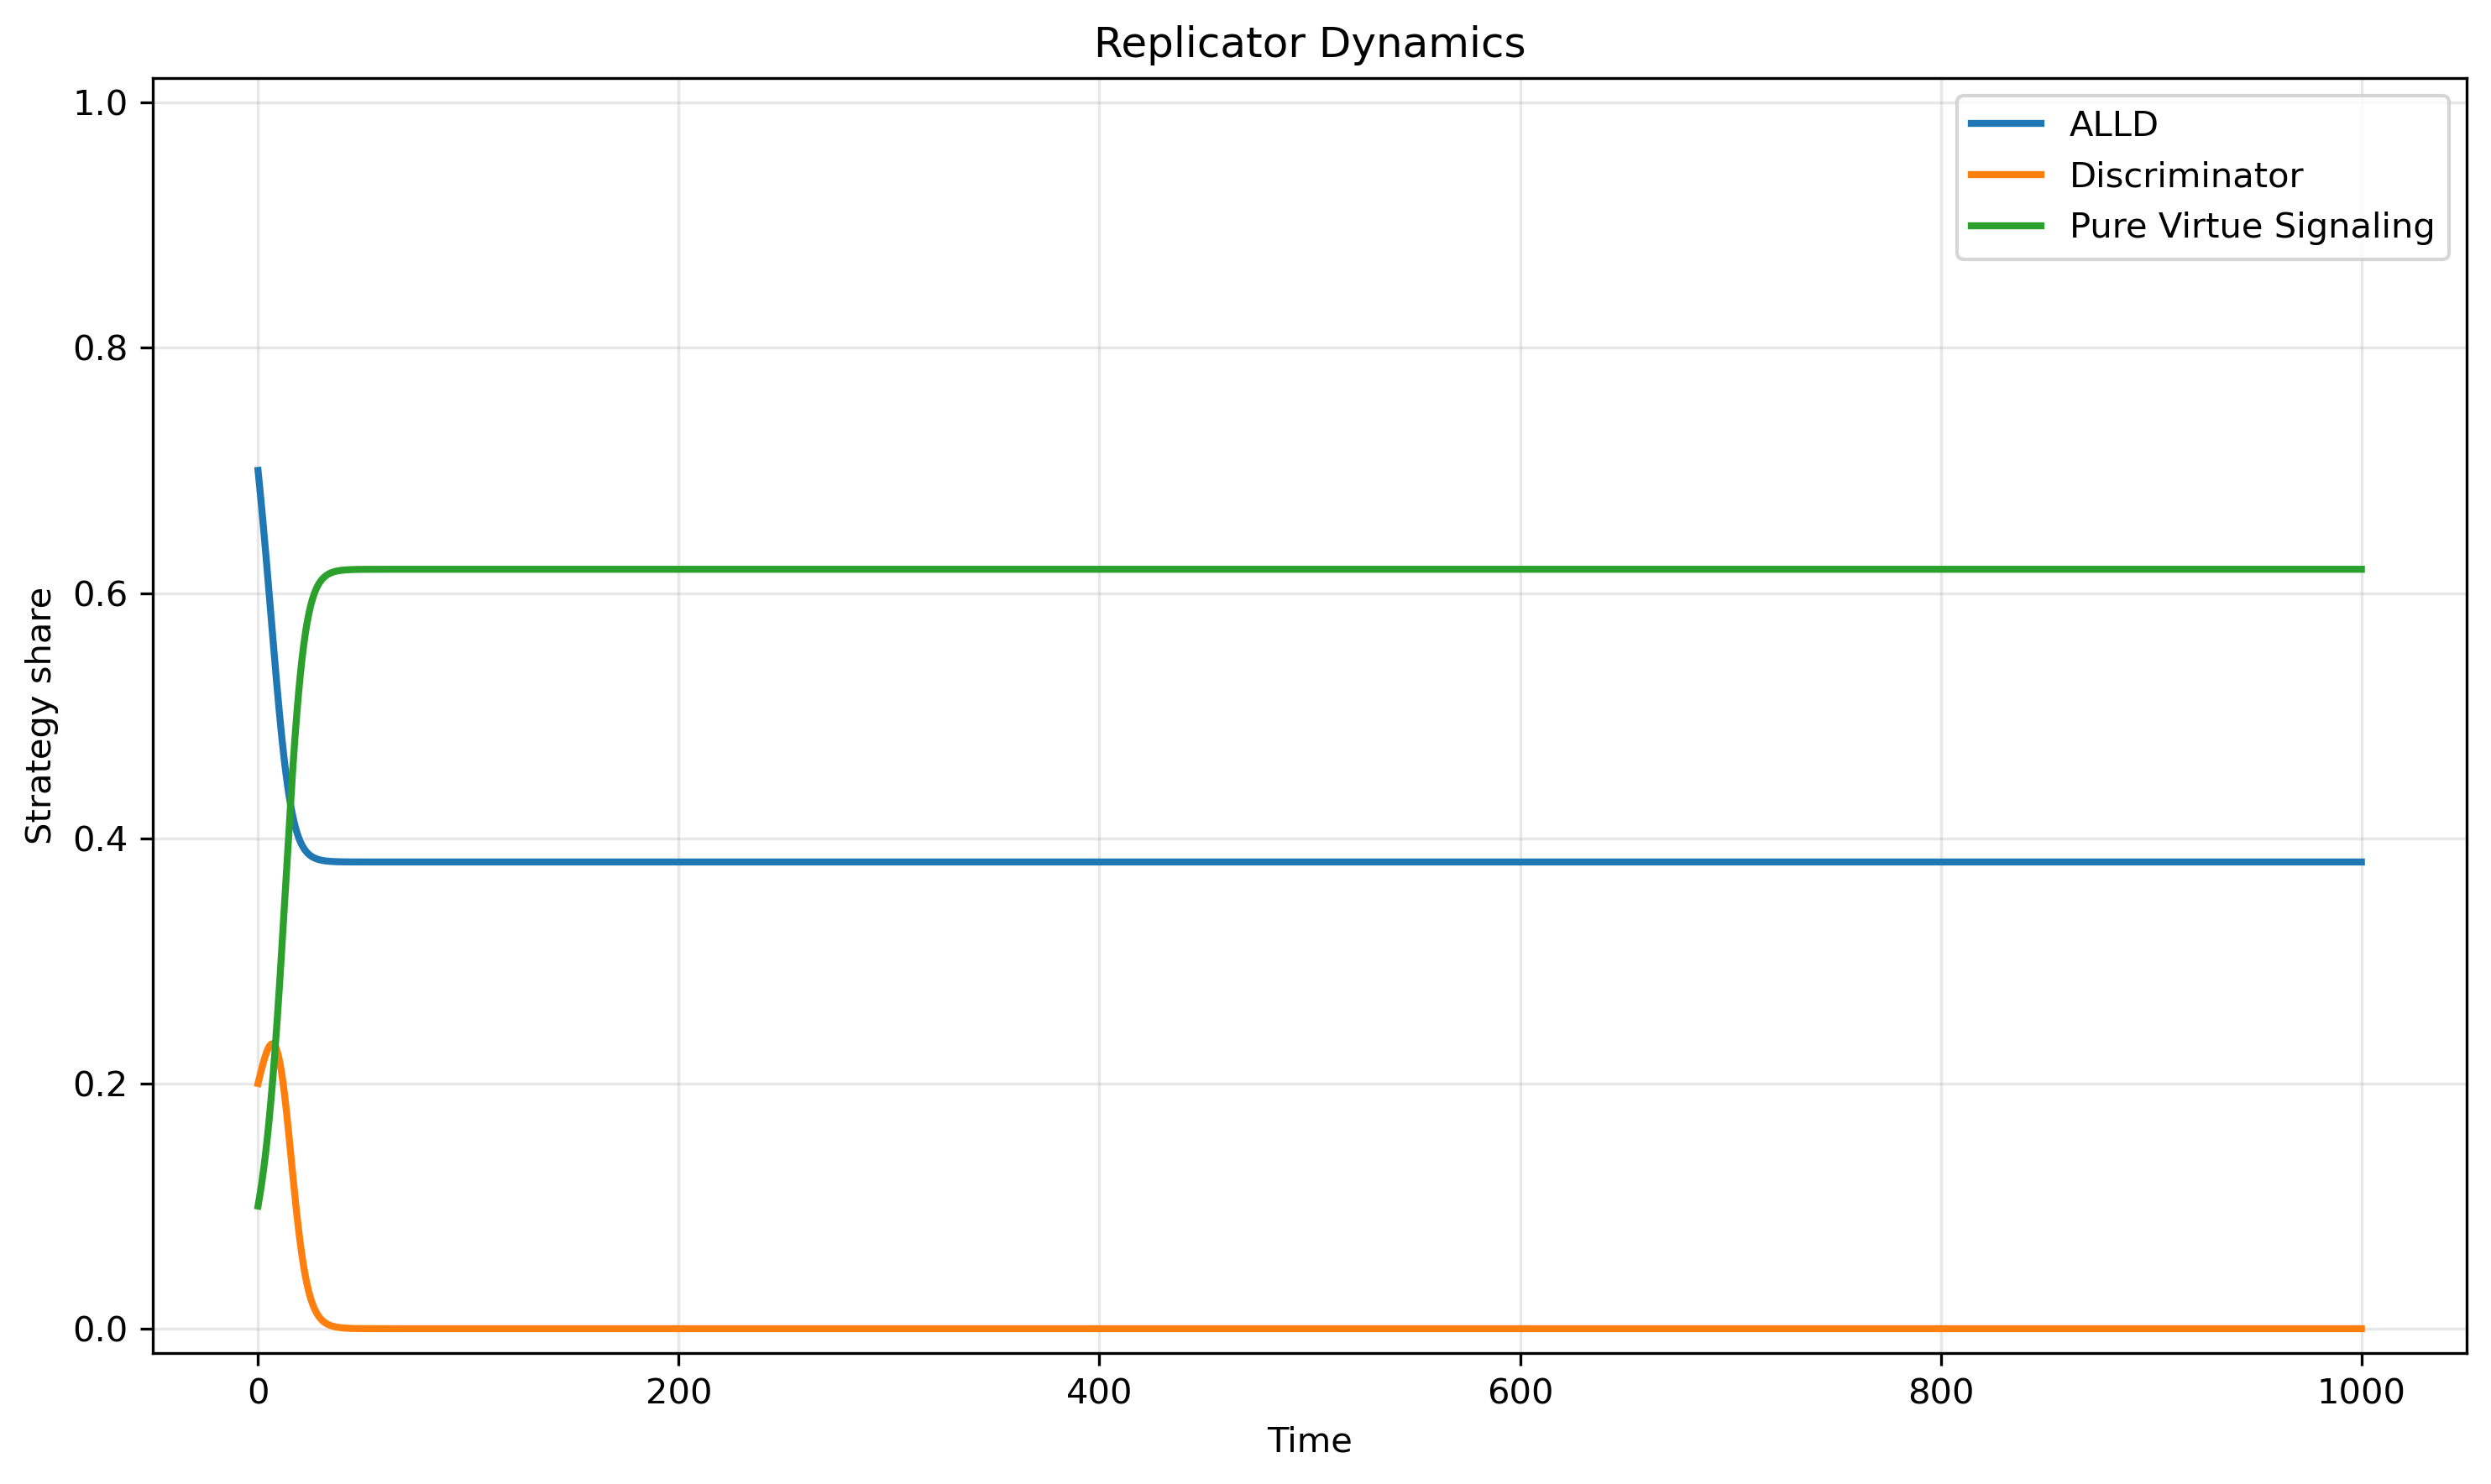 Replicator Dynamics
ALLD
Discriminator
Pure Virtue Signaling
Strategy share
1.0
0.8
0.6
0.4
0.2
0.0
0 200 400 600 800 1000
Time